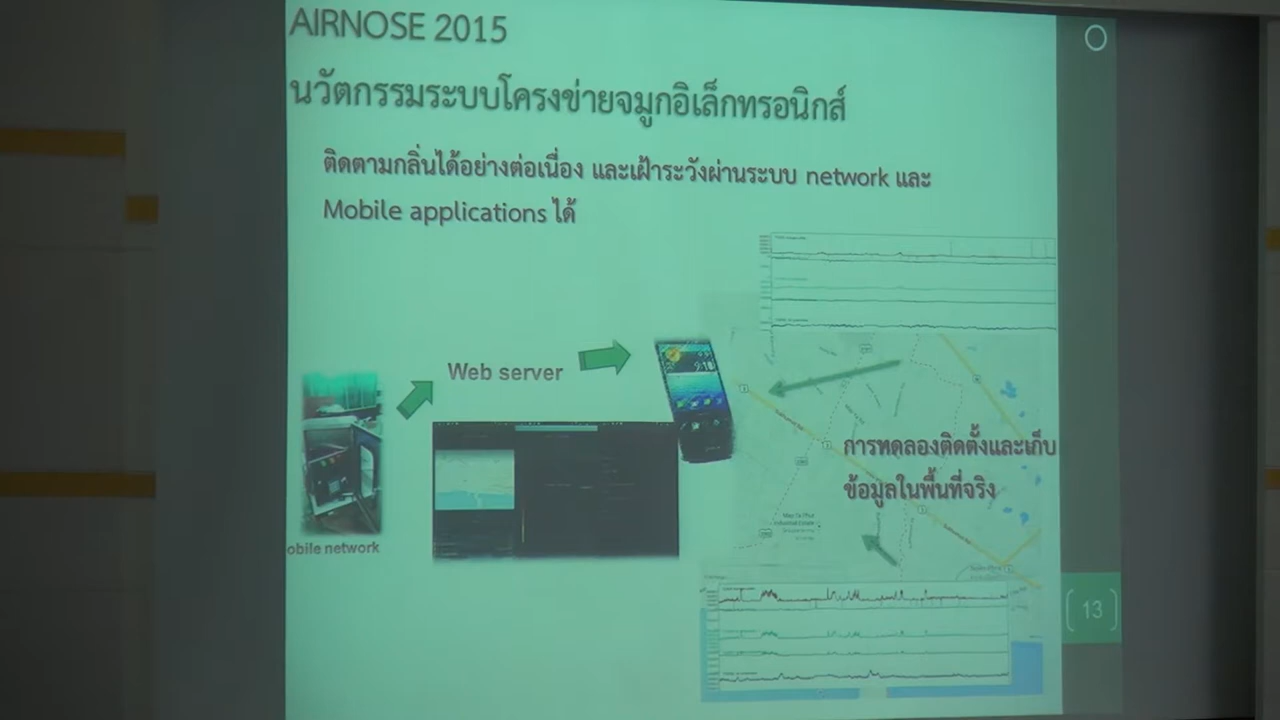 AIRNOSE 2015
นวัตกรรมระบบโครงข่ายจมูกอิเล็กทรอนิกส์
ติดตามกลิ่นได้อย่างต่อเนื่อง และเฝ้าระวังผ่านระบบ network และ
Mobile applications ได้
Web server
9:18
การทดลองติดตั้งและเก็บ
ข้อมูลในพื้นที่จริง
obile network
13